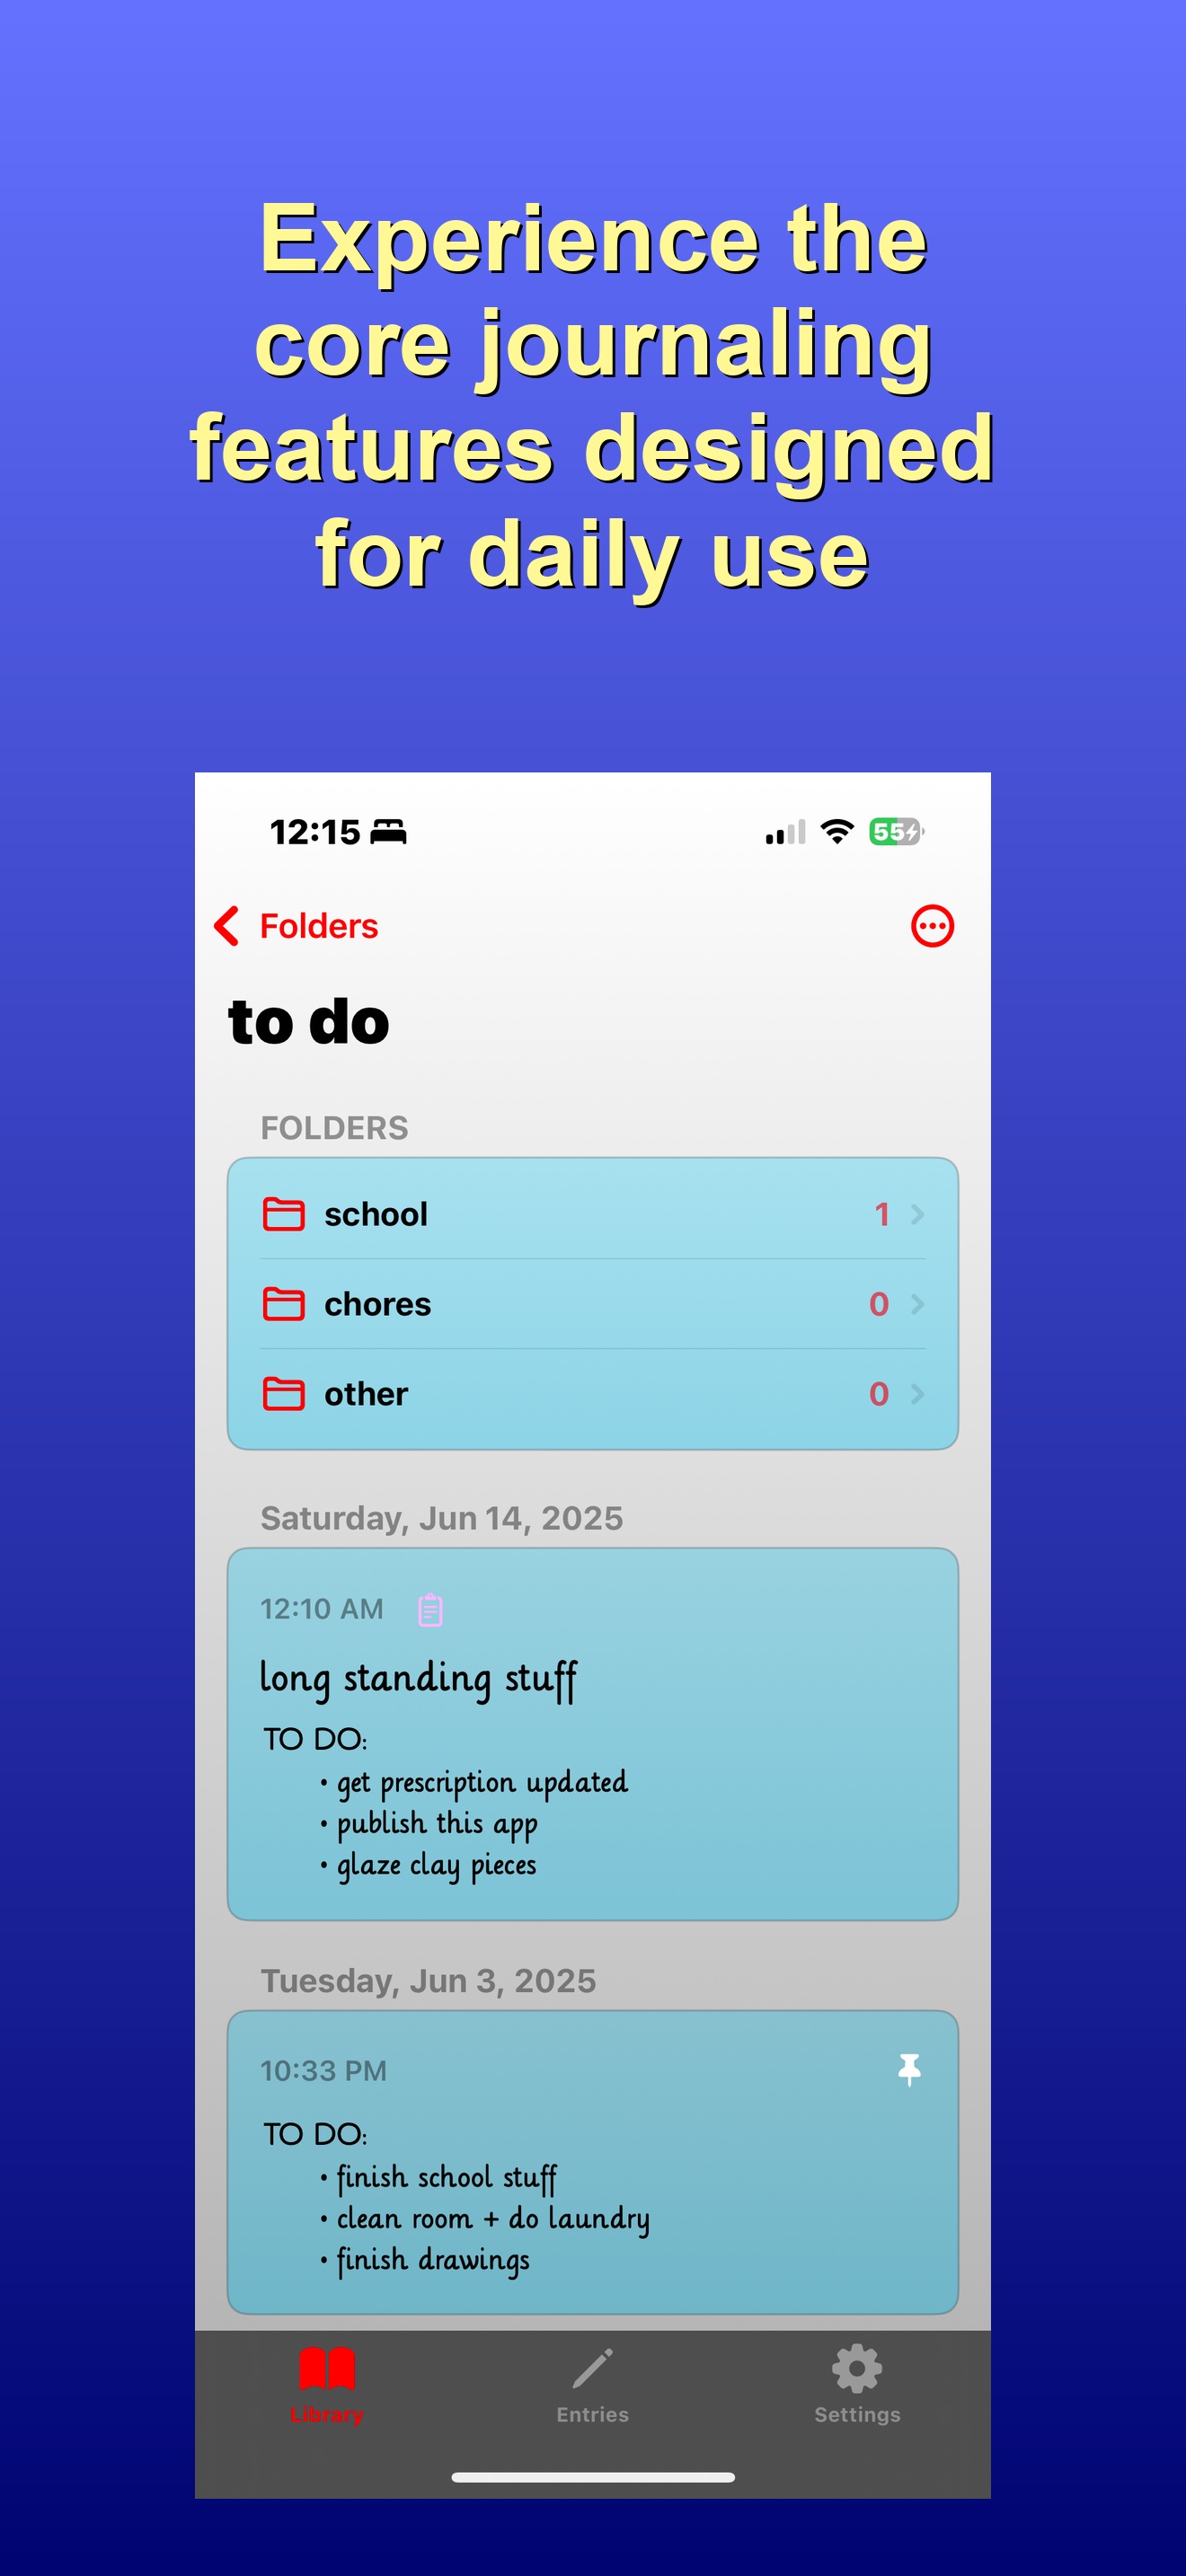 Experience the
core journaling
features designed
for daily use
12:15
55
Folders
to do
FOLDERS
school 1
chores 0
other 0
Saturday, Jun 14, 2025
12:10 AM
long standing stuff
TO DO:
• get prescription updated
• publish this app
• glaze clay pieces
Tuesday, Jun 3, 2025
10:33 PM
TO DO:
• finish school stuff
• clean room + do laundry
• finish drawings
Library Entries Settings